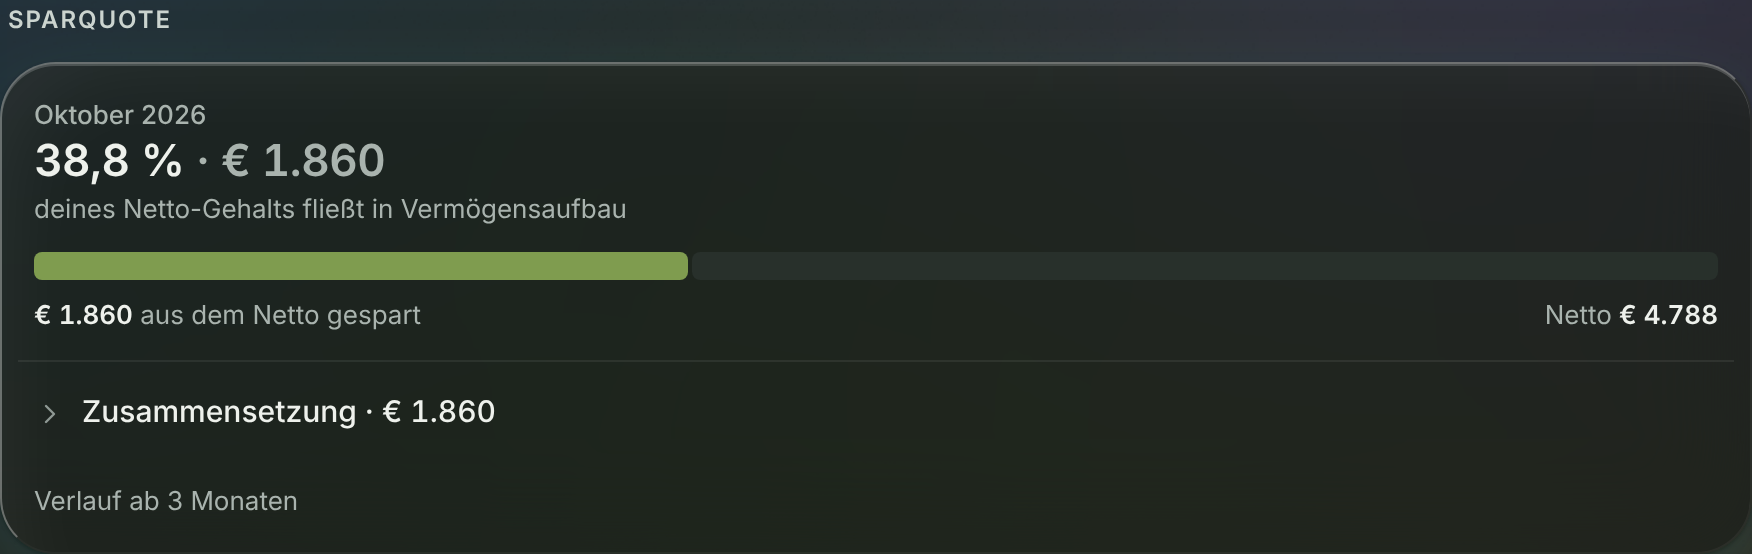 SPARQUOTE
Oktober 2026
38,8 % · € 1.860
deines Netto-Gehalts fließt in Vermögensaufbau
€ 1.860 aus dem Netto gespart
Netto € 4.788
Zusammensetzung · € 1.860
Verlauf ab 3 Monaten